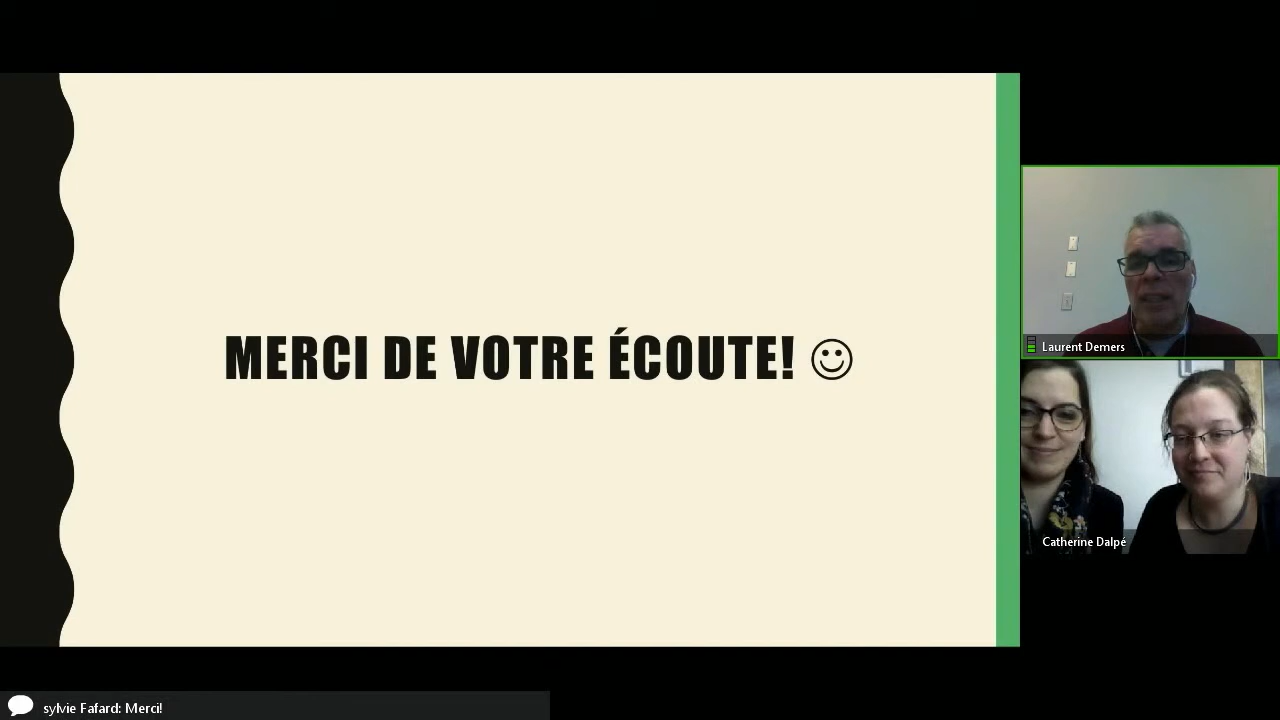 MERCI DE VOTRE ÉCOUTE! ☺
Laurent Demers
Catherine Dalpé
sylvie Fafard: Merci!